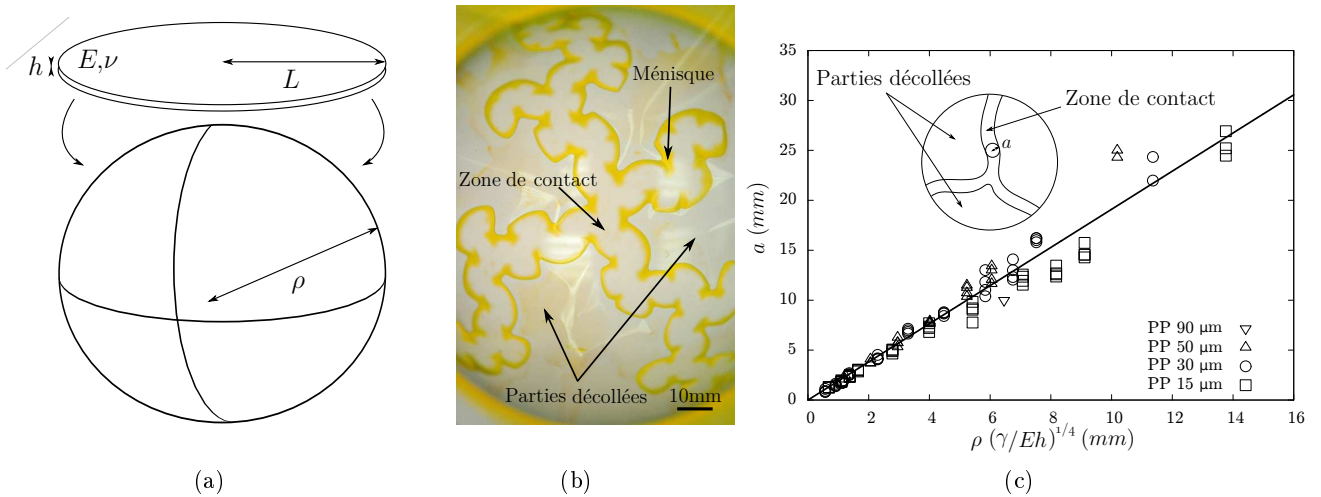 h
E,ν
L
ρ
(a)
Ménisque
Zone de contact
Parties décollées
10mm
(b)
35
30
25
20
15
10
5
0
a (mm)
Parties décollées
Zone de contact
a
PP 90 µm
PP 50 µm
PP 30 µm
PP 15 µm
0 2 4 6 8 10 12 14 16
ρ (γ/Eh)^1/4 (mm)
(c)